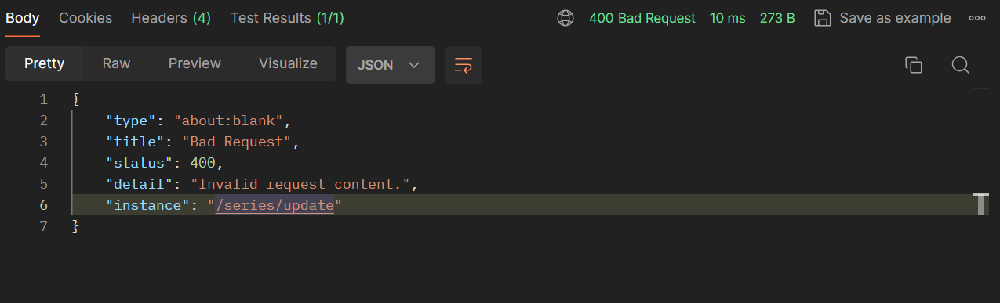 Body Cookies Headers (4) Test Results (1/1) 400 Bad Request 10 ms 273 B Save as example
Pretty Raw Preview Visualize JSON
1 {
2 "type": "about:blank",
3 "title": "Bad Request",
4 "status": 400,
5 "detail": "Invalid request content.",
6 "instance": "/series/update"
7 }